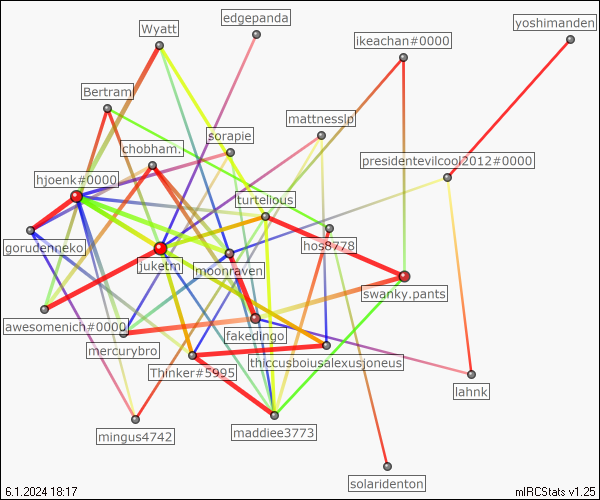 edgepanda
yoshimanden
Wyatt
ikeachan#0000
Bertram
mattnesslp
sorapie
chobham.
presidentevilcool2012#0000
hjoenk#0000
turtelious
gorudenneko
hos8778
juketm
moonraven
swanky.pants
awesomenich#0000
fakedingo
mercurybro
thiccusboiusalexusjoneus
Thinker#5995
lahnk
mingus4742
maddiee3773
solaridenton
6.1.2024 18:17
mIRCStats v1.25